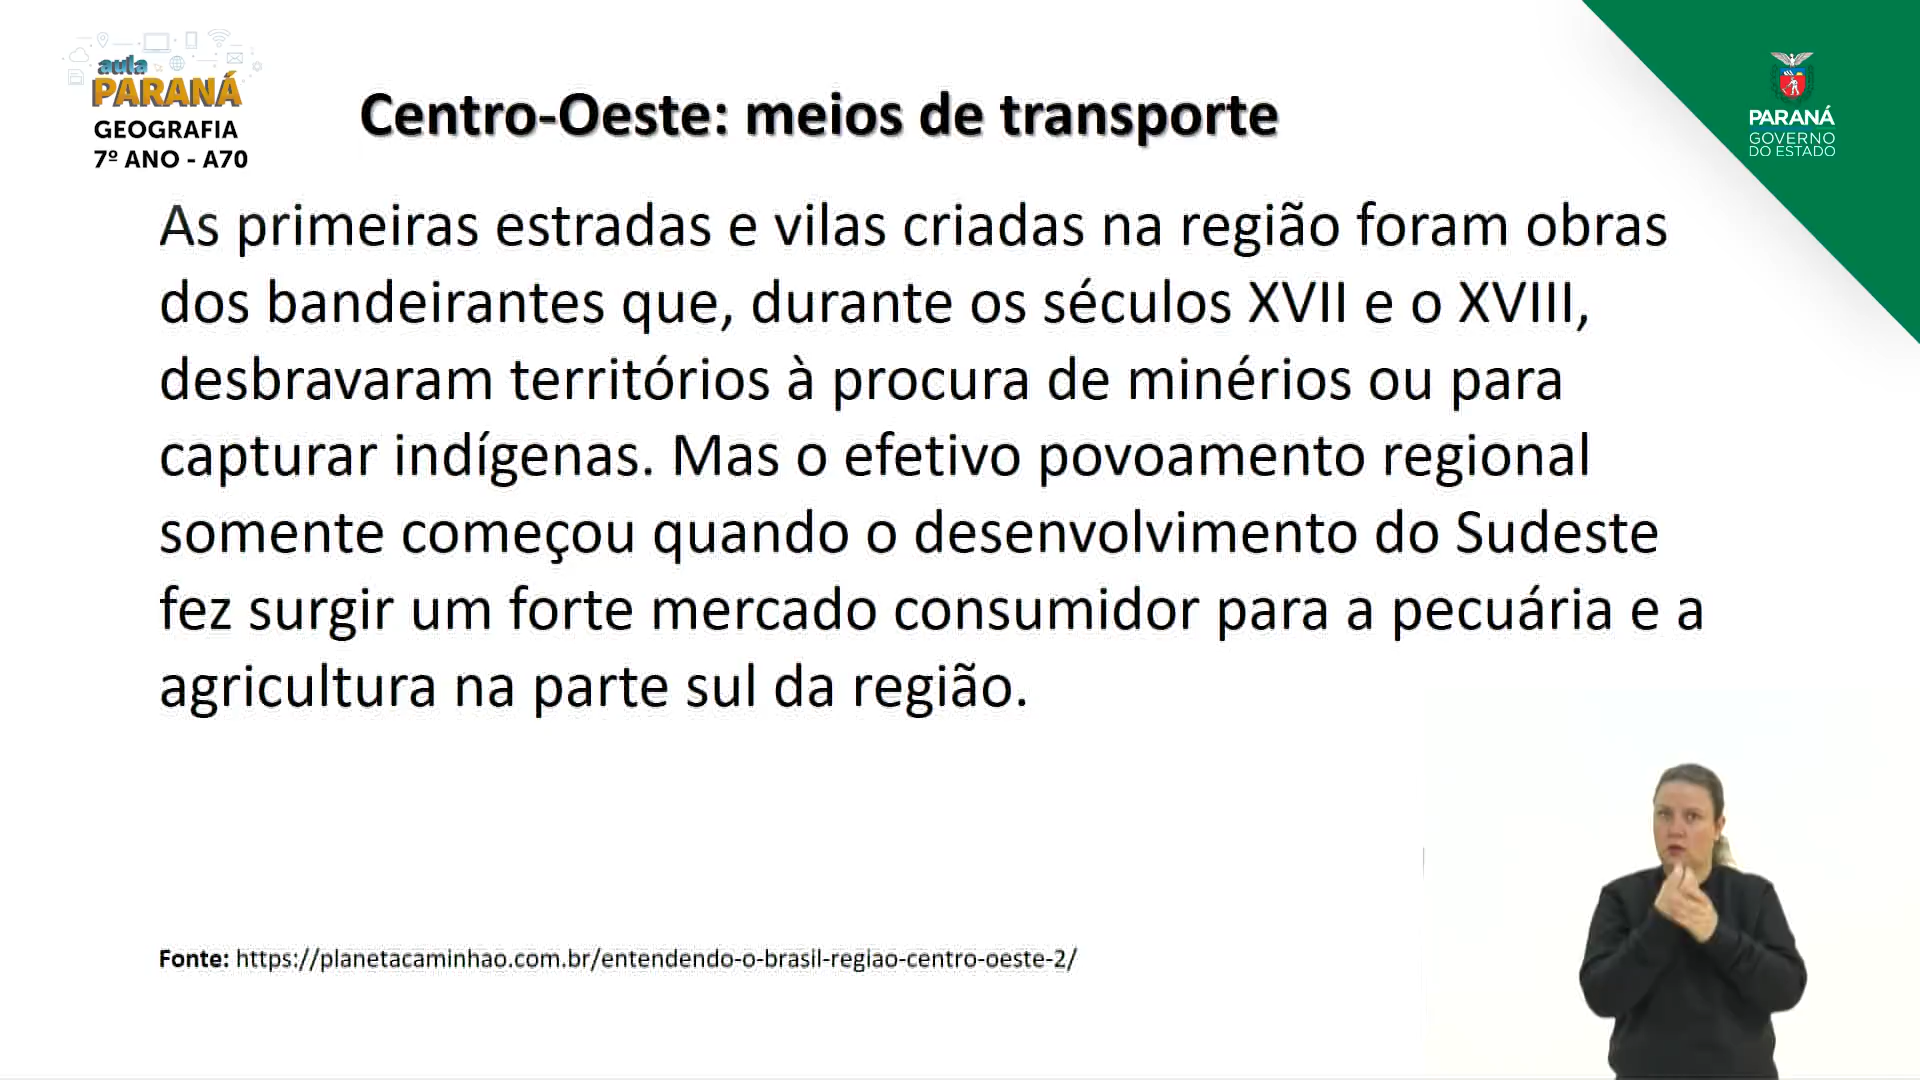 aula
PARANÁ
GEOGRAFIA
7º ANO - A70
Centro-Oeste: meios de transporte
PARANÁ
GOVERNO
DO ESTADO
As primeiras estradas e vilas criadas na região foram obras
dos bandeirantes que, durante os séculos XVII e o XVIII,
desbravaram territórios à procura de minérios ou para
capturar indígenas. Mas o efetivo povoamento regional
somente começou quando o desenvolvimento do Sudeste
fez surgir um forte mercado consumidor para a pecuária e a
agricultura na parte sul da região.
Fonte: https://planetacaminhao.com.br/entendendo-o-brasil-regiao-centro-oeste-2/